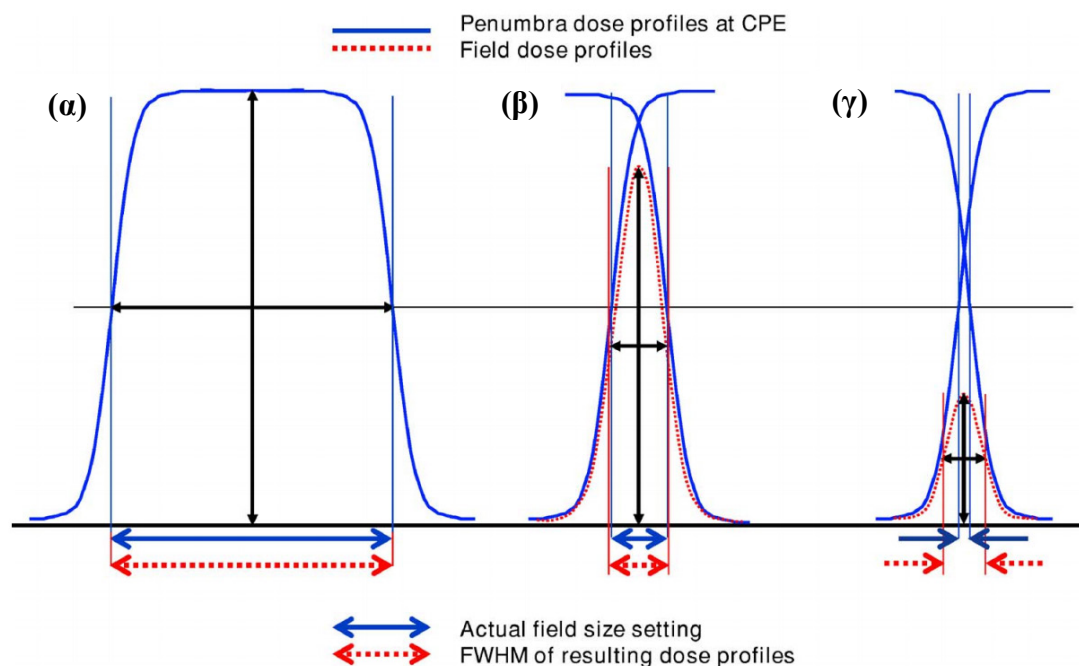 Penumbra dose profiles at CPE
Field dose profiles
(α)
(β)
(γ)
Actual field size setting
FWHM of resulting dose profiles